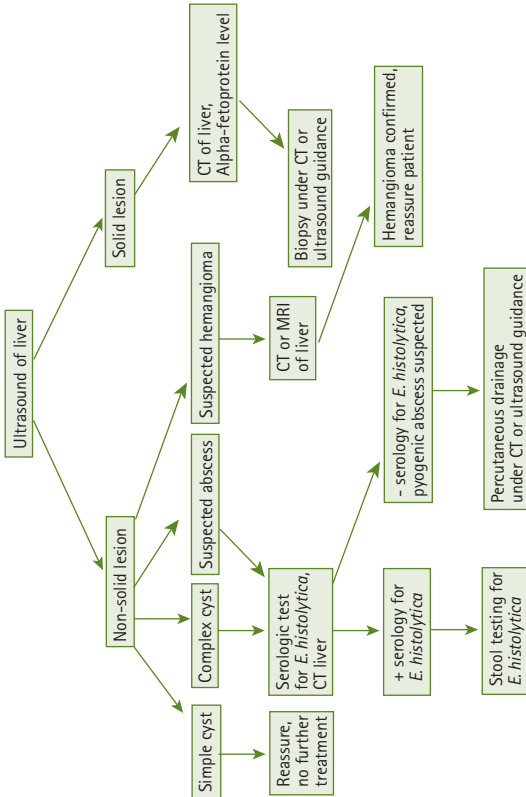 Ultrasound of liver
Non-solid lesion
Solid lesion
Simple cyst
Complex cyst
Suspected abscess
Suspected hemangioma
CT of liver,
Alpha-fetoprotein level
Reassure,
no further
treatment
Serologic test
for E. histolytica,
CT liver
CT or MRI
of liver
Biopsy under CT or
ultrasound guidance
+ serology for
E. histolytica
- serology for E. histolytica,
pyogenic abscess suspected
Hemangioma confirmed,
reassure patient
Stool testing for
E. histolytica
Percutaneous drainage
under CT or ultrasound guidance